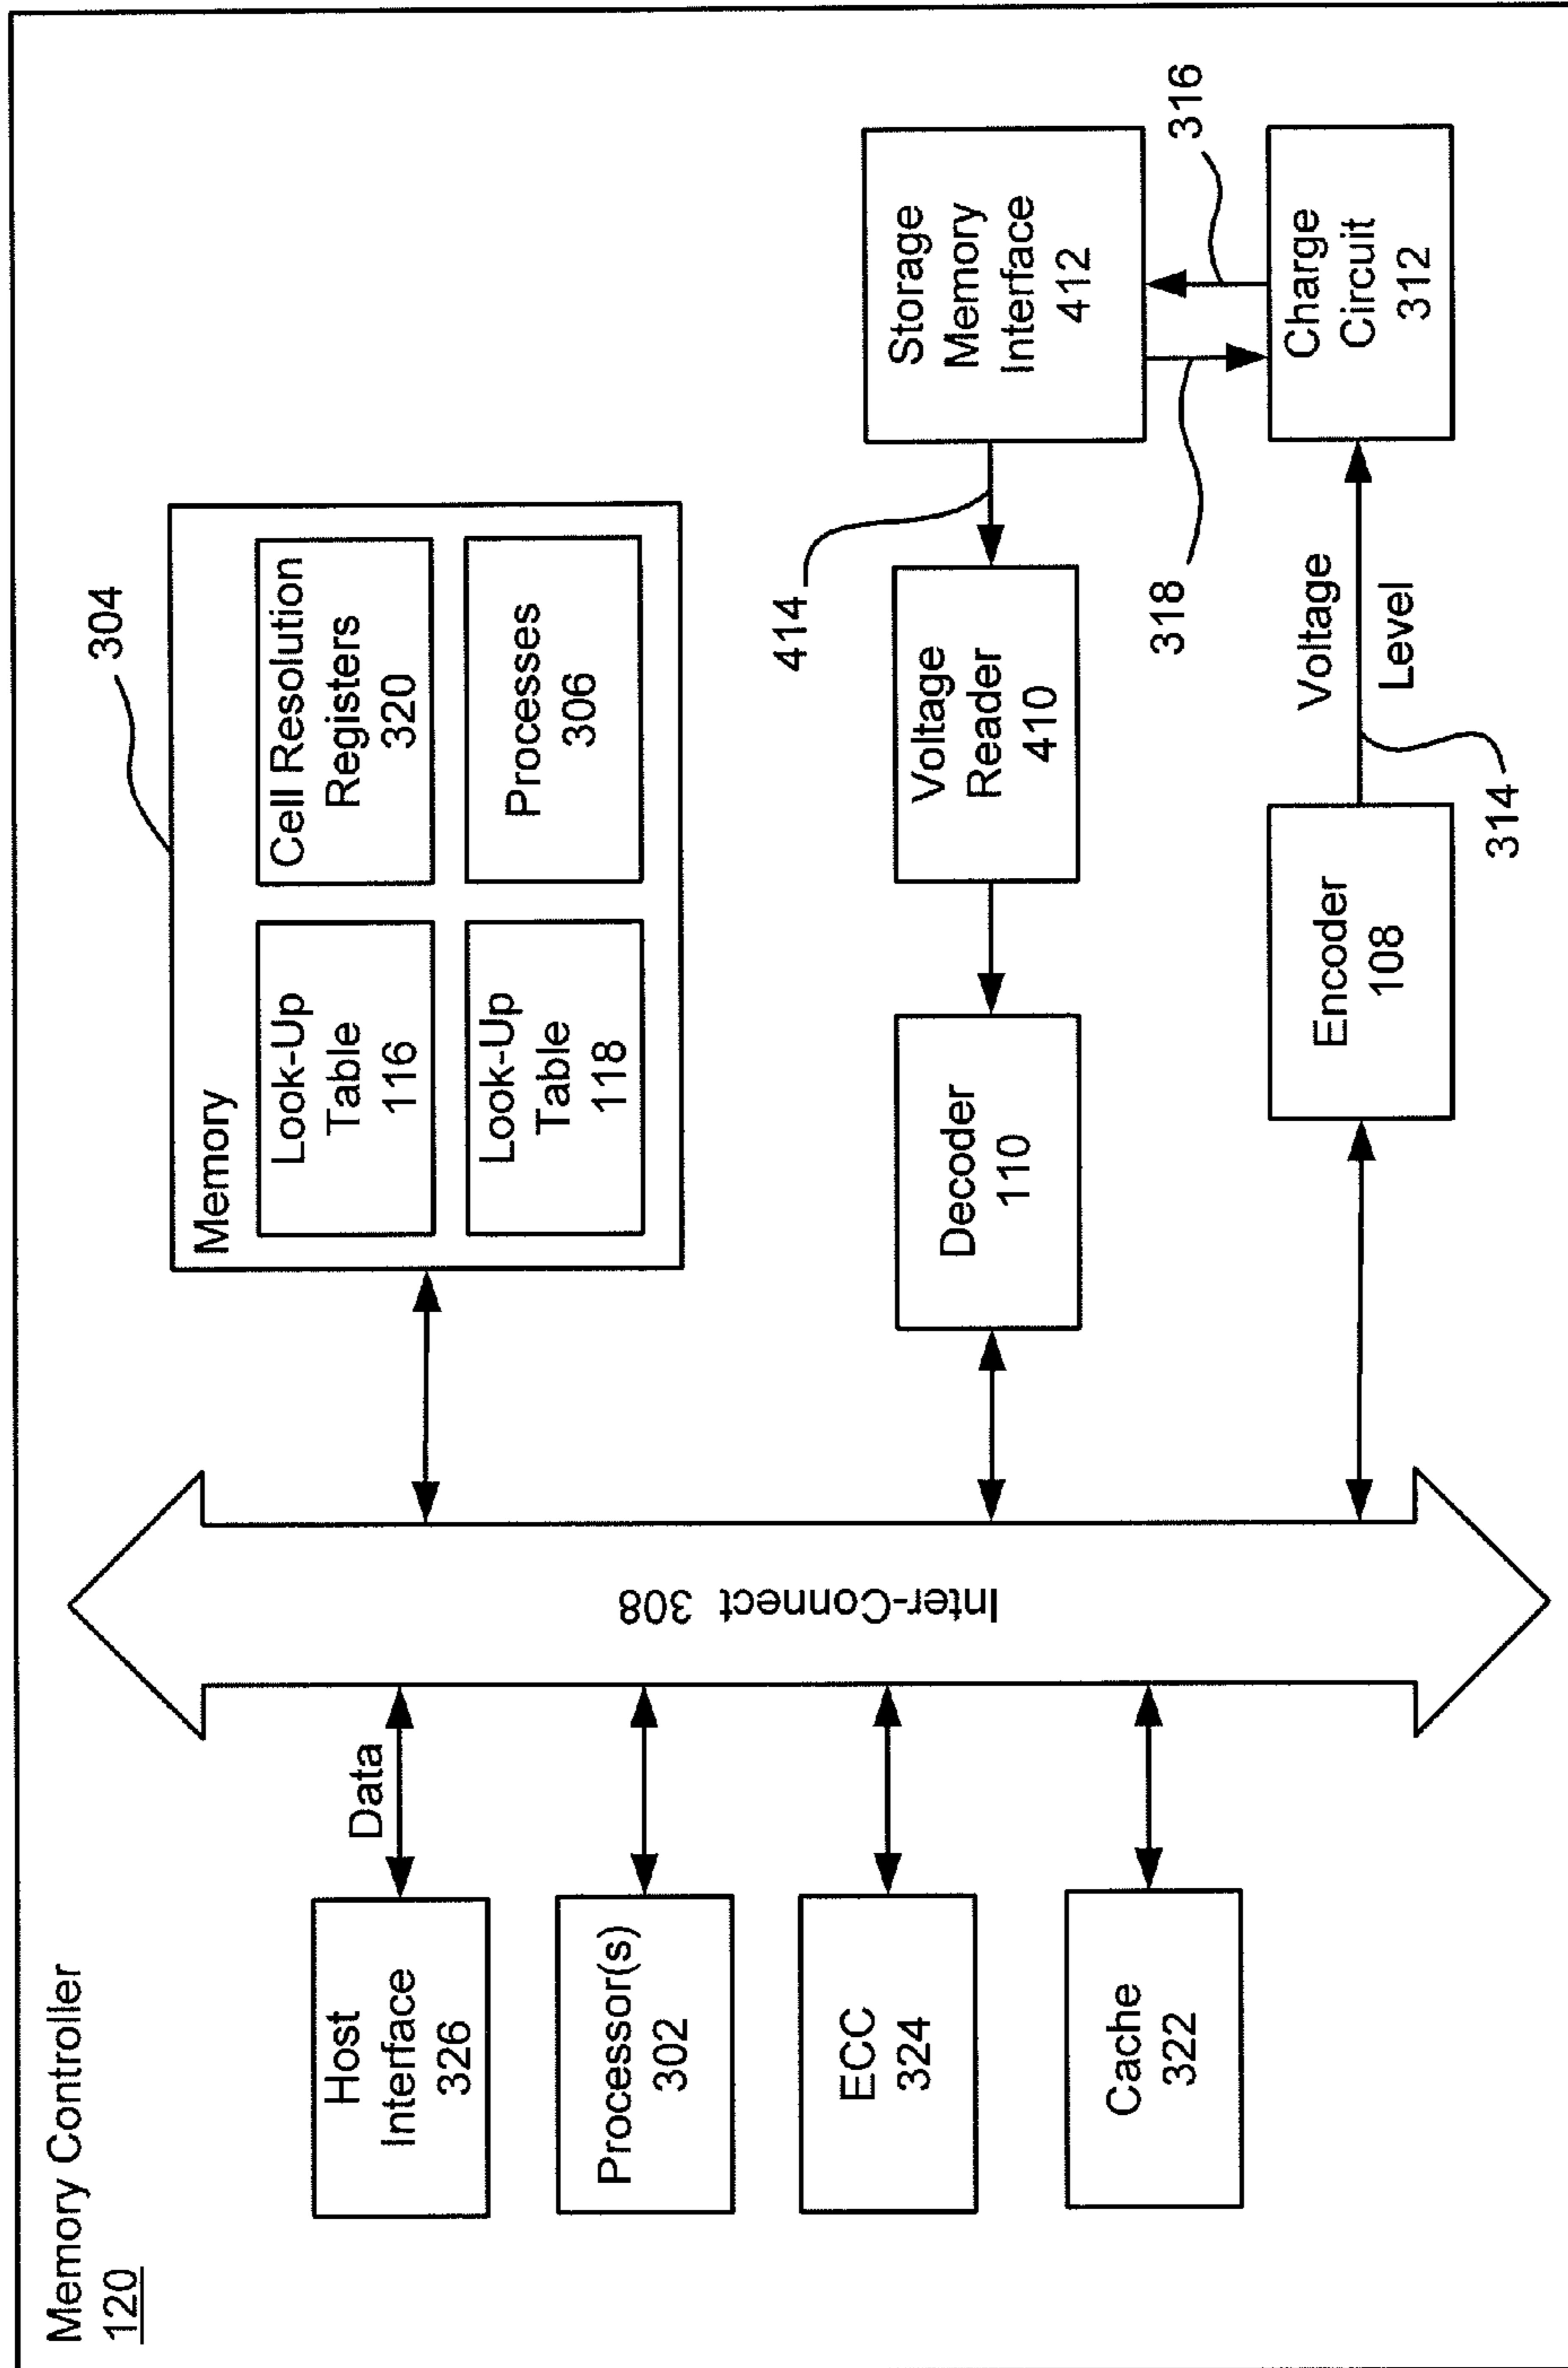 Memory Controller
120
Host
Interface
326
Data
Processor(s)
302
ECC
324
Cache
322
Inter-Connect 308
304
Memory
Look-Up
Table
116
Cell Resolution
Registers
320
Look-Up
Table
118
Processes
306
Decoder
110
Voltage
Reader
410
414
Storage
Memory
Interface
412
318
316
Encoder
108
314
Voltage
Level
Charge
Circuit
312